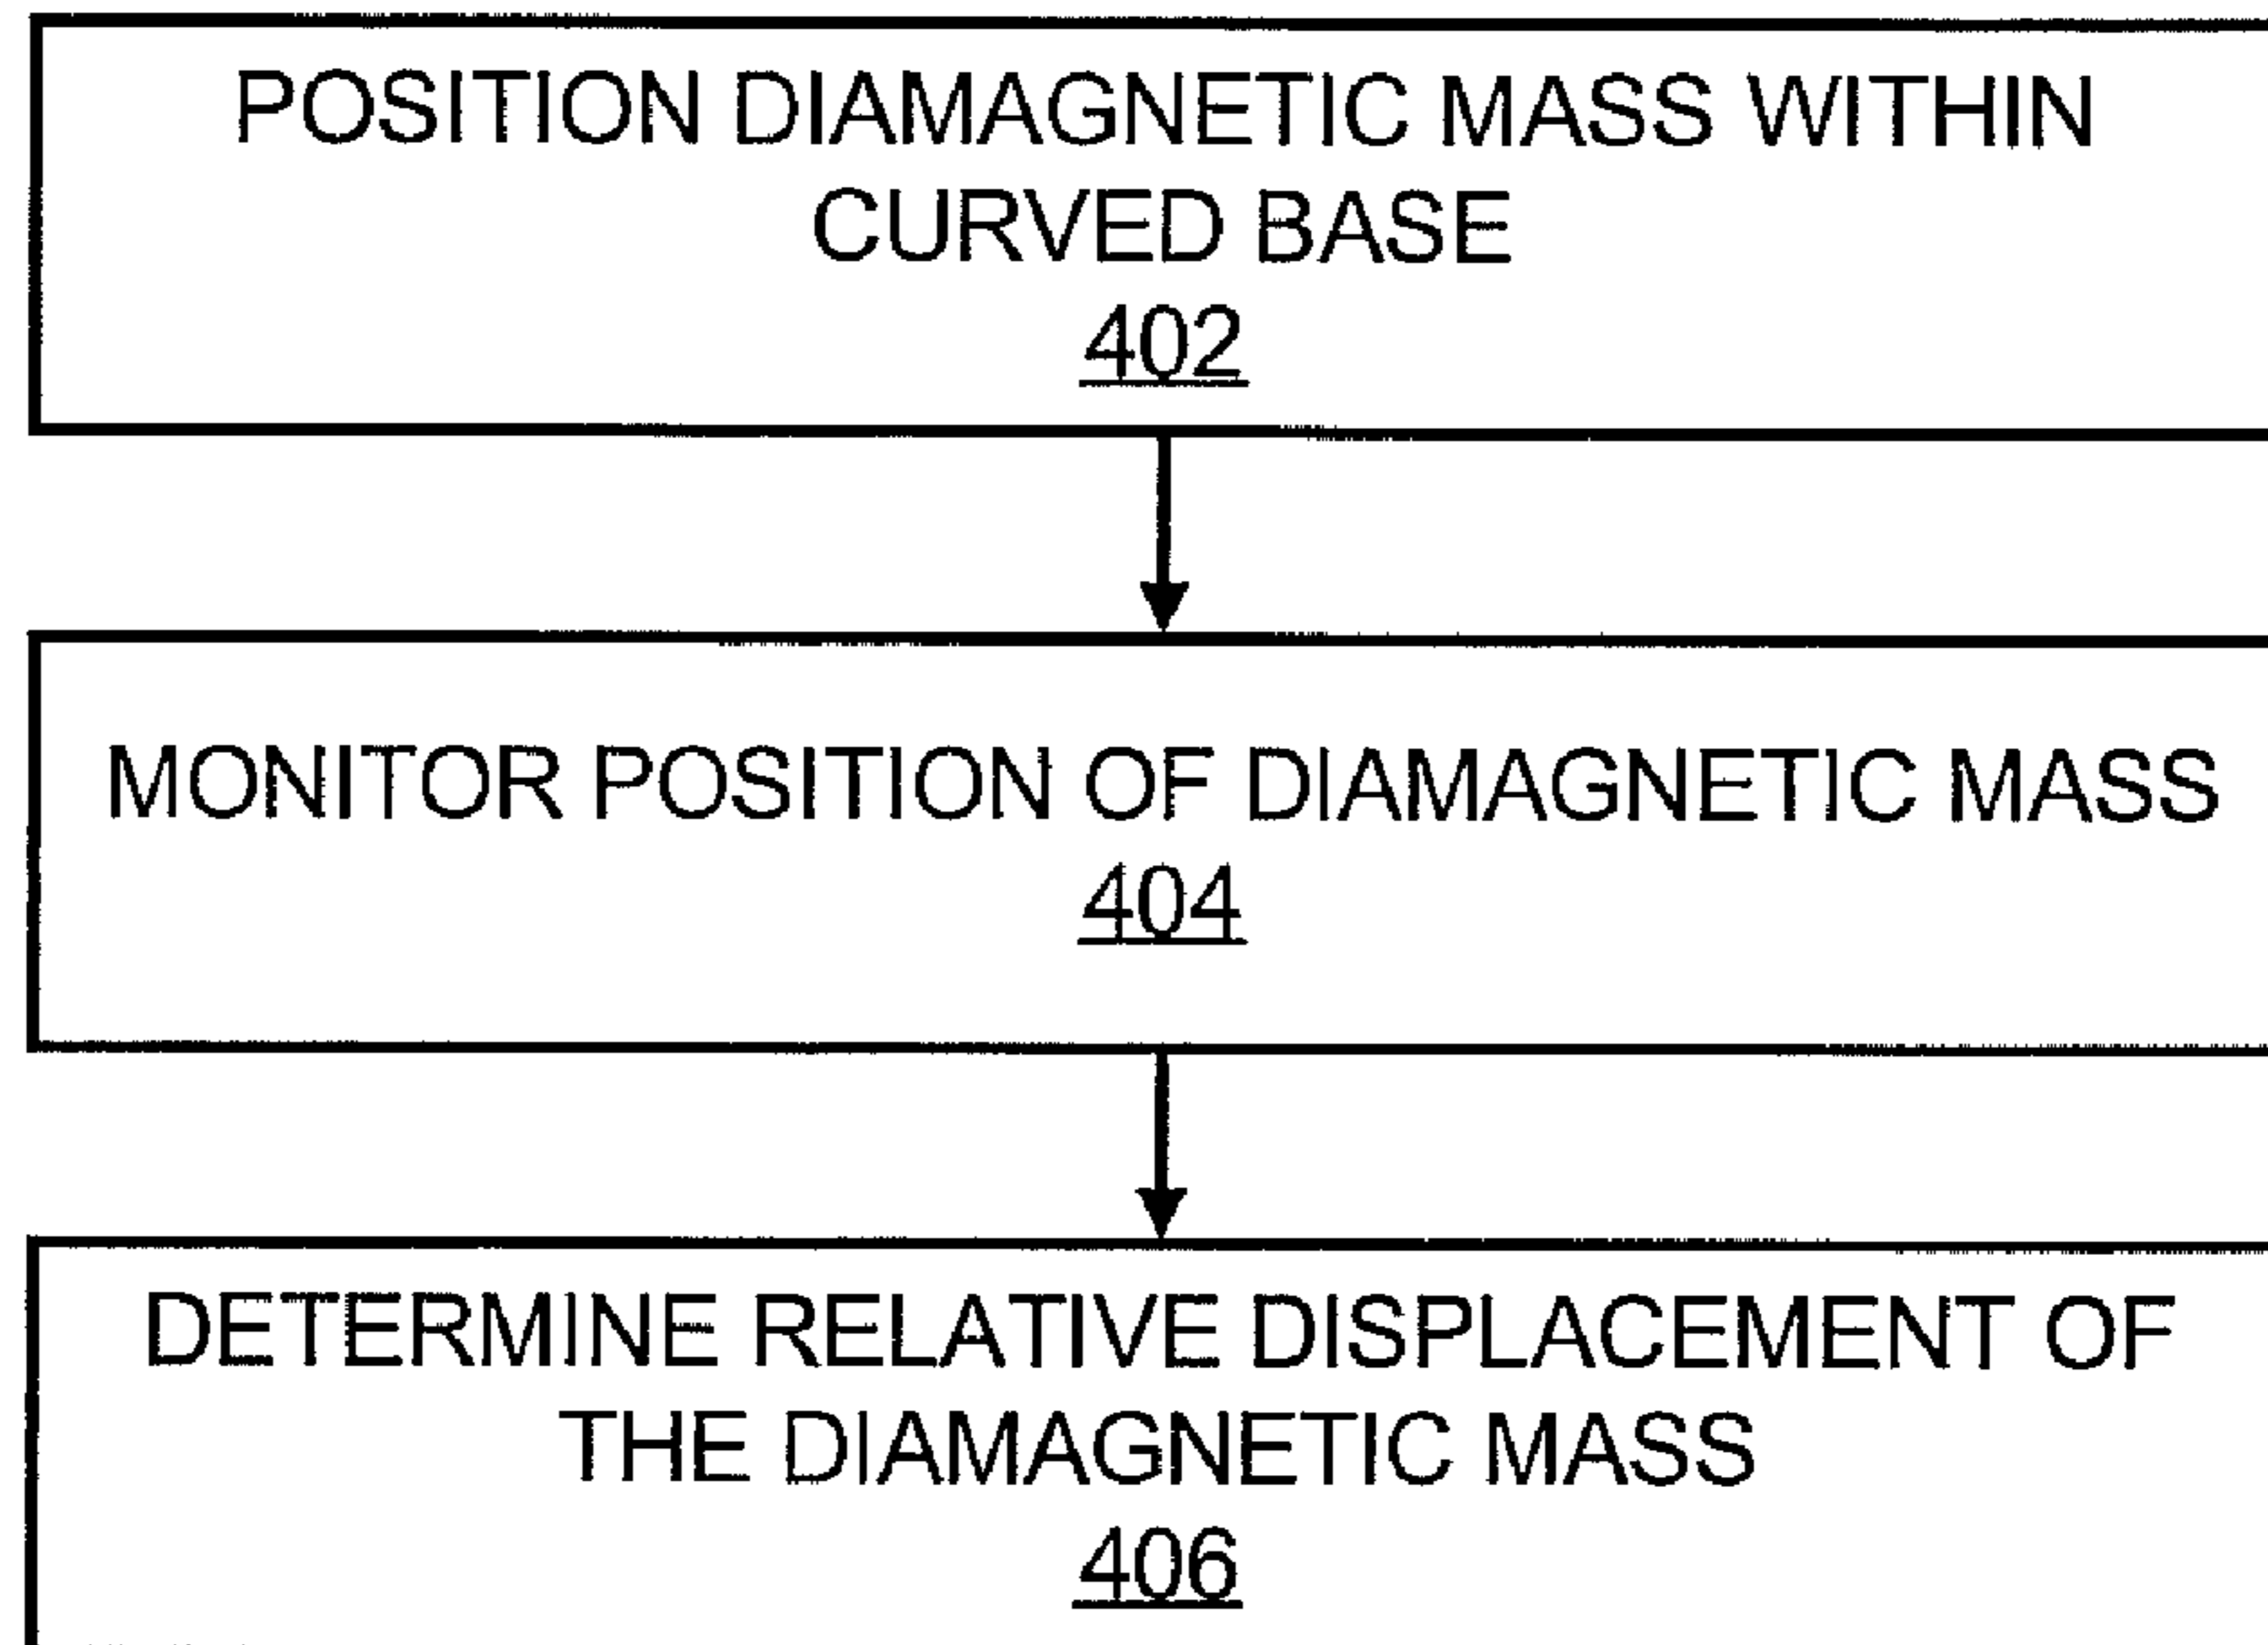 POSITION DIAMAGNETIC MASS WITHIN
CURVED BASE
402
MONITOR POSITION OF DIAMAGNETIC MASS
404
DETERMINE RELATIVE DISPLACEMENT OF
THE DIAMAGNETIC MASS
406